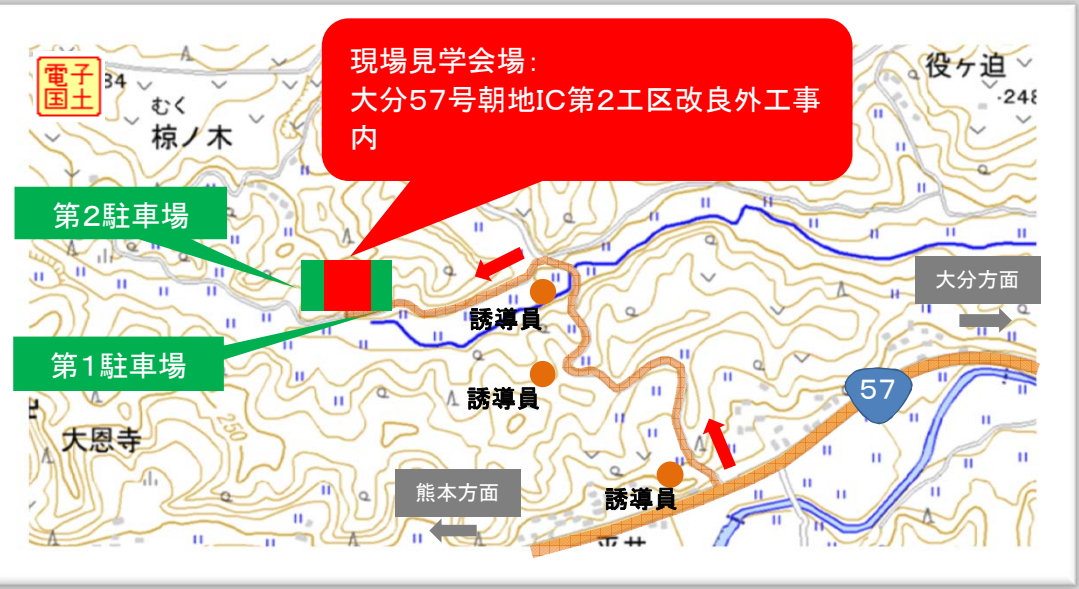 現場見学会場:
大分57号朝地IC第2工区改良外工事
内
電子
国土
84
むく
椋ノ木
役ヶ迫
・248
第2駐車場
大分方面
誘導員
第1駐車場
誘導員
57
大恩寺
250
熊本方面
誘導員
平井